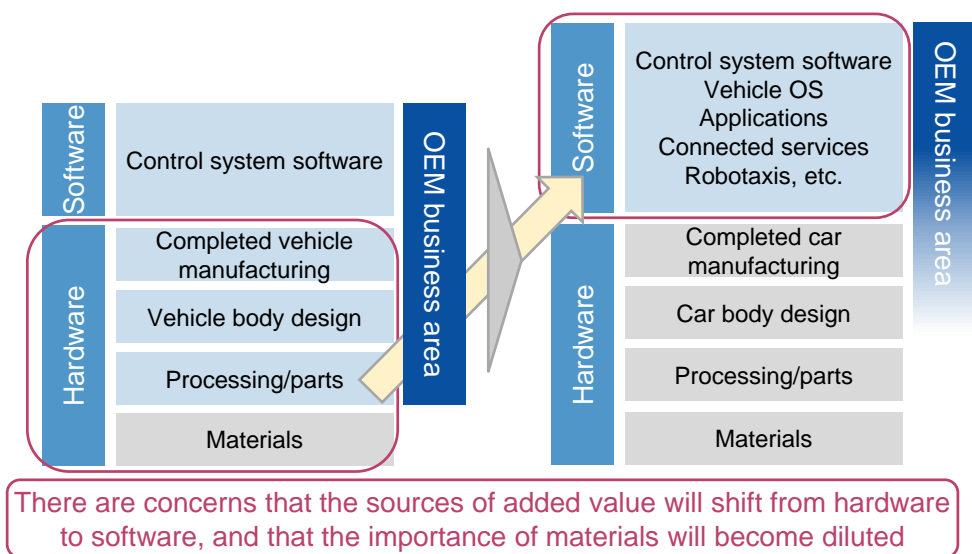 Software
Control system software
Hardware
Completed vehicle
manufacturing
Vehicle body design
Processing/parts
Materials
OEM business area
Software
Control system software
Vehicle OS
Applications
Connected services
Robotaxis, etc.
Hardware
Completed car
manufacturing
Car body design
Processing/parts
Materials
OEM business area
There are concerns that the sources of added value will shift from hardware
to software, and that the importance of materials will become diluted